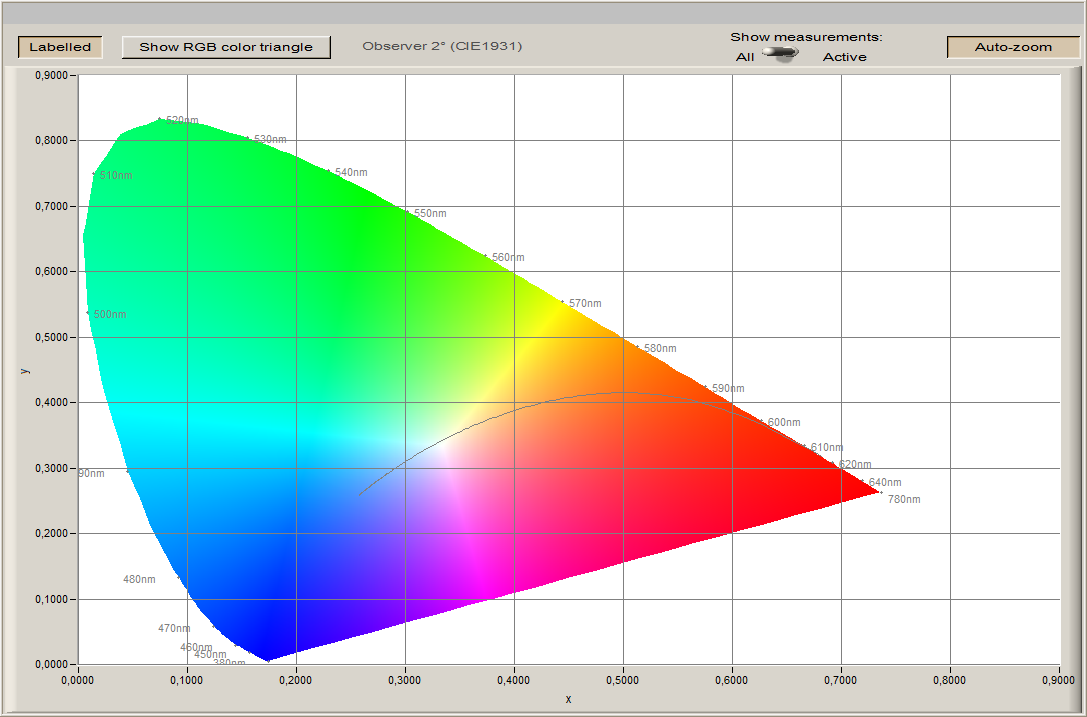 Show measurements:
Labelled Show RGB color triangle Observer 2° (CIE1931) Auto-zoom
All Active
0,9000
520nm
530nm
0,8000
540nm
510nm
0,7000
550nm
560nm
0,6000
570nm
500nm
0,5000
580nm
y
590nm
0,4000
600nm
610nm
620nm
0,3000
90nm
640nm
780nm
0,2000
480nm
0,1000
470nm
460nm
450nm
380nm
0,0000
0,0000 0,1000 0,2000 0,3000 0,4000 0,5000 0,6000 0,7000 0,8000 0,9000
x